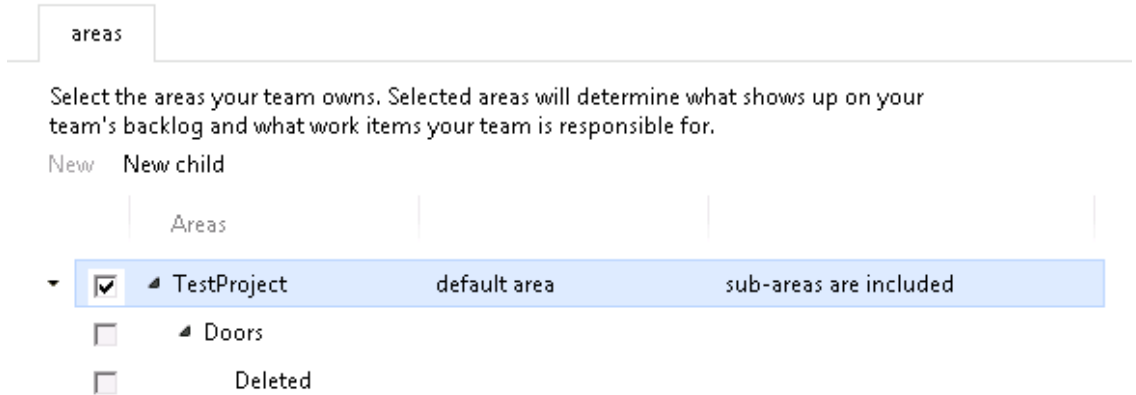 areas
Select the areas your team owns. Selected areas will determine what shows up on your
team's backlog and what work items your team is responsible for.
New New child
Areas
TestProject default area sub-areas are included
Doors
Deleted